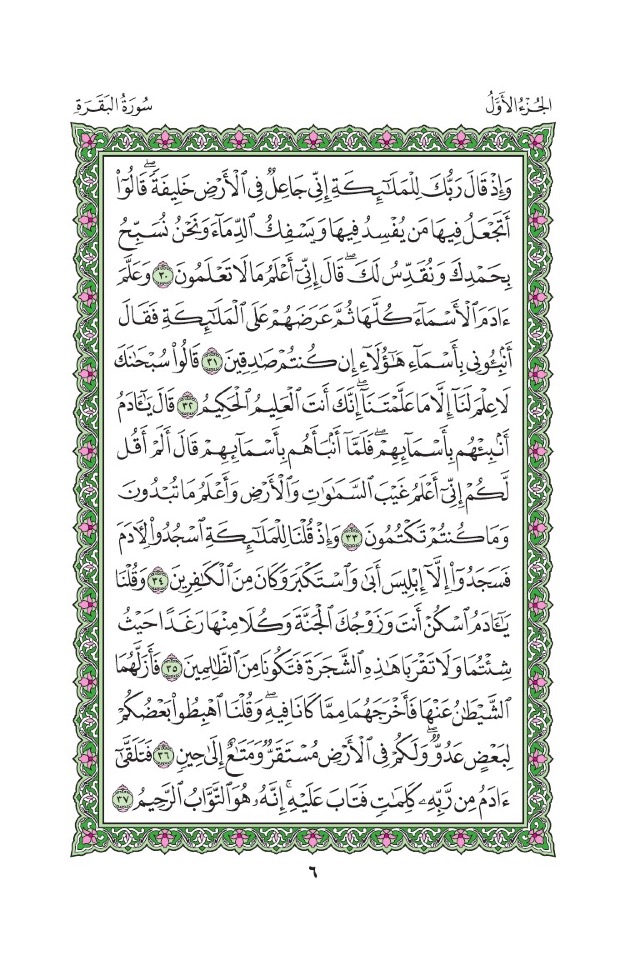 الجُزْءُ الأَوَّلُ
سُورَةُ البَقَرَةِ
وَإِذْ قَالَ رَبُّكَ لِلْمَلَٰٓئِكَةِ إِنِّي جَاعِلٌ فِي ٱلْأَرْضِ خَلِيفَةًۖ قَالُوٓا۟
أَتَجْعَلُ فِيهَا مَن يُفْسِدُ فِيهَا وَيَسْفِكُ ٱلدِّمَآءَ وَنَحْنُ نُسَبِّحُ
بِحَمْدِكَ وَنُقَدِّسُ لَكَۖ قَالَ إِنِّيٓ أَعْلَمُ مَا لَا تَعْلَمُونَ ٣٠ وَعَلَّمَ
ءَادَمَ ٱلْأَسْمَآءَ كُلَّهَا ثُمَّ عَرَضَهُمْ عَلَى ٱلْمَلَٰٓئِكَةِ فَقَالَ
أَنۢبِـُٔونِي بِأَسْمَآءِ هَٰٓؤُلَآءِ إِن كُنتُمْ صَٰدِقِينَ ٣١ قَالُوا۟ سُبْحَٰنَكَ
لَا عِلْمَ لَنَآ إِلَّا مَا عَلَّمْتَنَآۖ إِنَّكَ أَنتَ ٱلْعَلِيمُ ٱلْحَكِيمُ ٣٢ قَالَ يَٰٓـَٔادَمُ
أَنۢبِئْهُم بِأَسْمَآئِهِمْۖ فَلَمَّآ أَنۢبَأَهُم بِأَسْمَآئِهِمْ قَالَ أَلَمْ أَقُل
لَّكُمْ إِنِّيٓ أَعْلَمُ غَيْبَ ٱلسَّمَٰوَٰتِ وَٱلْأَرْضِ وَأَعْلَمُ مَا تُبْدُونَ
وَمَا كُنتُمْ تَكْتُمُونَ ٣٣ وَإِذْ قُلْنَا لِلْمَلَٰٓئِكَةِ ٱسْجُدُوا۟ لِءَادَمَ
فَسَجَدُوٓا۟ إِلَّآ إِبْلِيسَ أَبَىٰ وَٱسْتَكْبَرَ وَكَانَ مِنَ ٱلْكَٰفِرِينَ ٣٤ وَقُلْنَا
يَٰٓـَٔادَمُ ٱسْكُنْ أَنتَ وَزَوْجُكَ ٱلْجَنَّةَ وَكُلَا مِنْهَا رَغَدًا حَيْثُ
شِئْتُمَا وَلَا تَقْرَبَا هَٰذِهِ ٱلشَّجَرَةَ فَتَكُونَا مِنَ ٱلظَّٰلِمِينَ ٣٥ فَأَزَلَّهُمَا
ٱلشَّيْطَٰنُ عَنْهَا فَأَخْرَجَهُمَا مِمَّا كَانَا فِيهِۖ وَقُلْنَا ٱهْبِطُوا۟ بَعْضُكُمْ
لِبَعْضٍ عَدُوٌّۖ وَلَكُمْ فِي ٱلْأَرْضِ مُسْتَقَرٌّ وَمَتَٰعٌ إِلَىٰ حِينٍ ٣٦ فَتَلَقَّىٰٓ
ءَادَمُ مِن رَّبِّهِۦ كَلِمَٰتٍ فَتَابَ عَلَيْهِۚ إِنَّهُۥ هُوَ ٱلتَّوَّابُ ٱلرَّحِيمُ ٣٧
٦